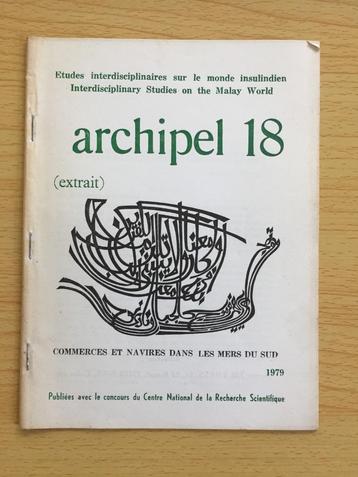 Etudes interdisciplinaires sur le monde insulindien
Interdisciplinary Studies on the Malay World
archipel 18
(extrait)
COMMERCES ET NAVIRES DANS LES MERS DU SUD
1979
Publiées avec le concours du Centre National de la Recherche Scientifique